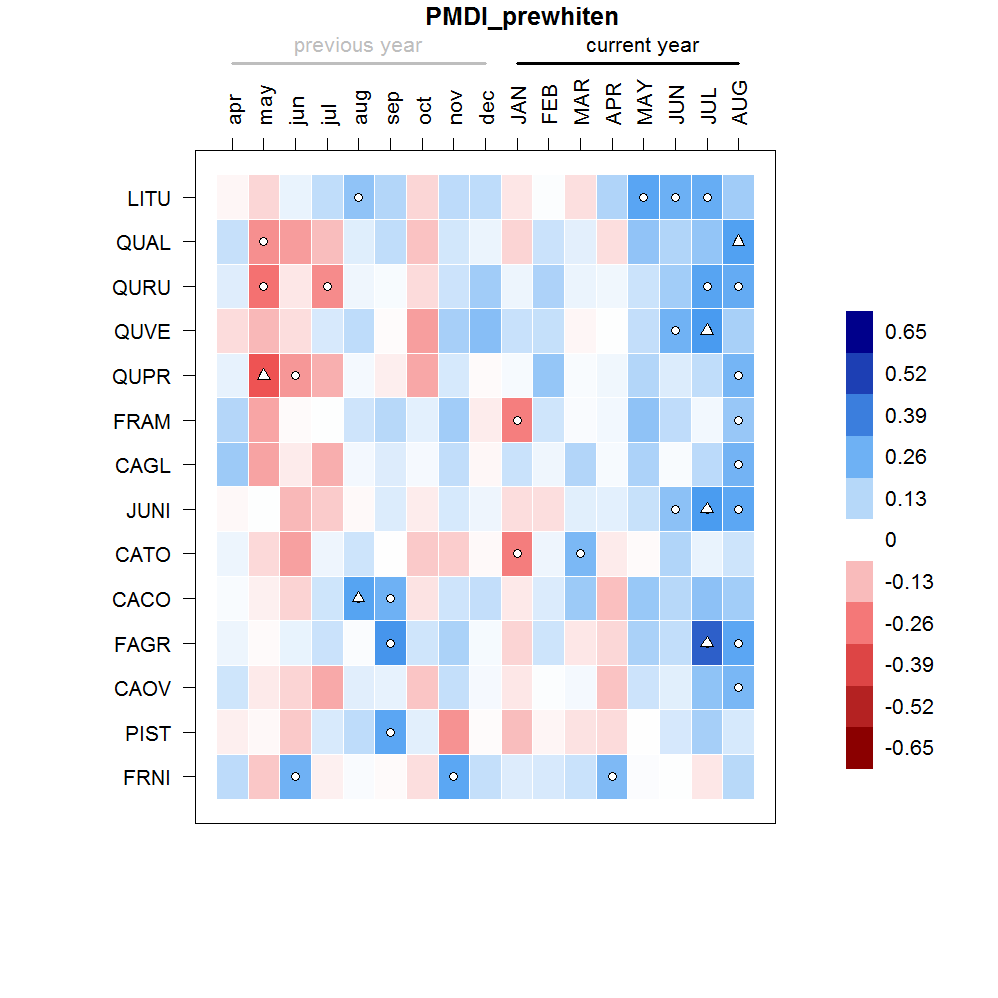 PMDI_prewhiten
previous year current year
apr may jun jul aug sep oct nov dec JAN FEB MAR APR MAY JUN JUL AUG
LITU
QUAL
QURU
QUVE
QUPR
FRAM
CAGL
JUNI
CATO
CACO
FAGR
CAOV
PIST
FRNI
0.65
0.52
0.39
0.26
0.13
0
-0.13
-0.26
-0.39
-0.52
-0.65